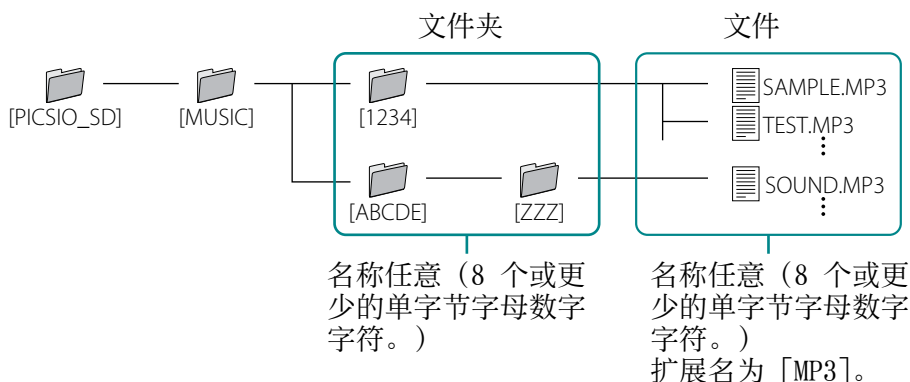 文件夹
文件
[PICSIO_SD]
[MUSIC]
[1234]
SAMPLE.MP3
TEST.MP3
[ABCDE]
[ZZZ]
SOUND.MP3
名称任意（8 个或更
少的单字节字母数字
字符。）
名称任意（8 个或更
少的单字节字母数字
字符。）
扩展名为［MP3］。